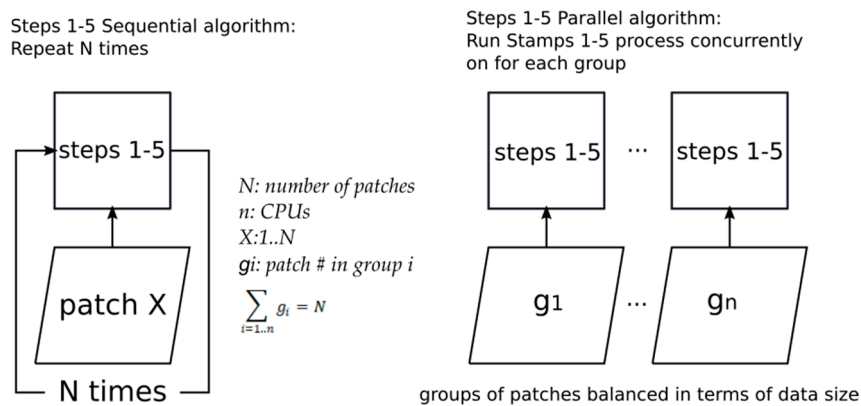 Steps 1-5 Sequential algorithm:
Repeat N times
steps 1-5
patch X
N times
N: number of patches
n: CPUs
X:1..N
gi: patch # in group i
∑ gᵢ = N
i=1..n
Steps 1-5 Parallel algorithm:
Run Stamps 1-5 process concurrently
on for each group
steps 1-5 ... steps 1-5
g1 ... gn
groups of patches balanced in terms of data size